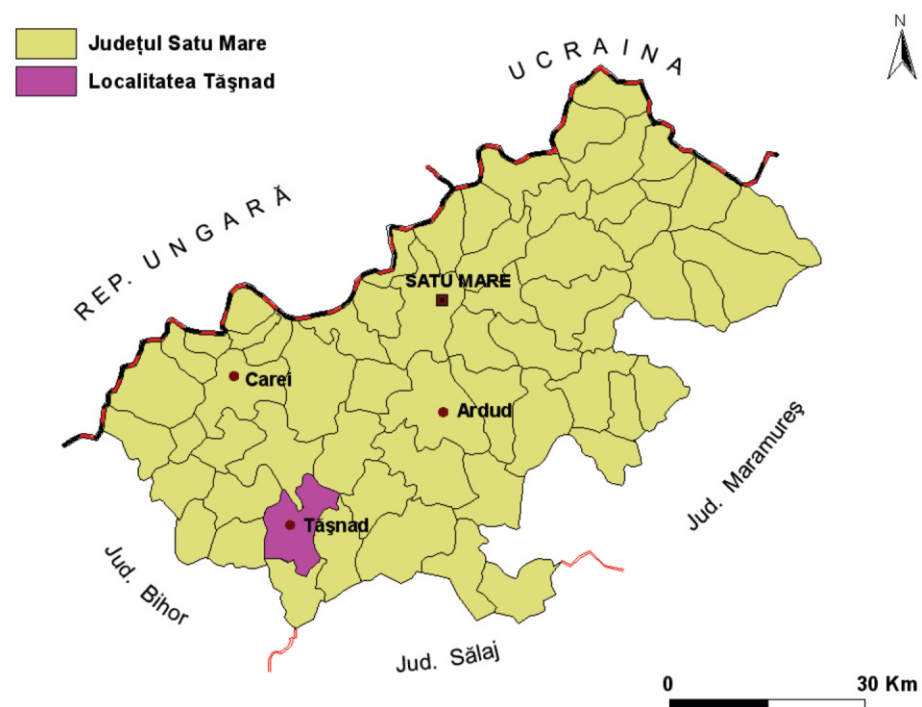 Județul Satu Mare
Localitatea Tăşnad
N
UCRAINA
REP. UNGARĂ
SATU MARE
Carei
Ardud
Tăşnad
Jud. Maramureş
Jud. Bihor
Jud. Sălaj
0 30 Km